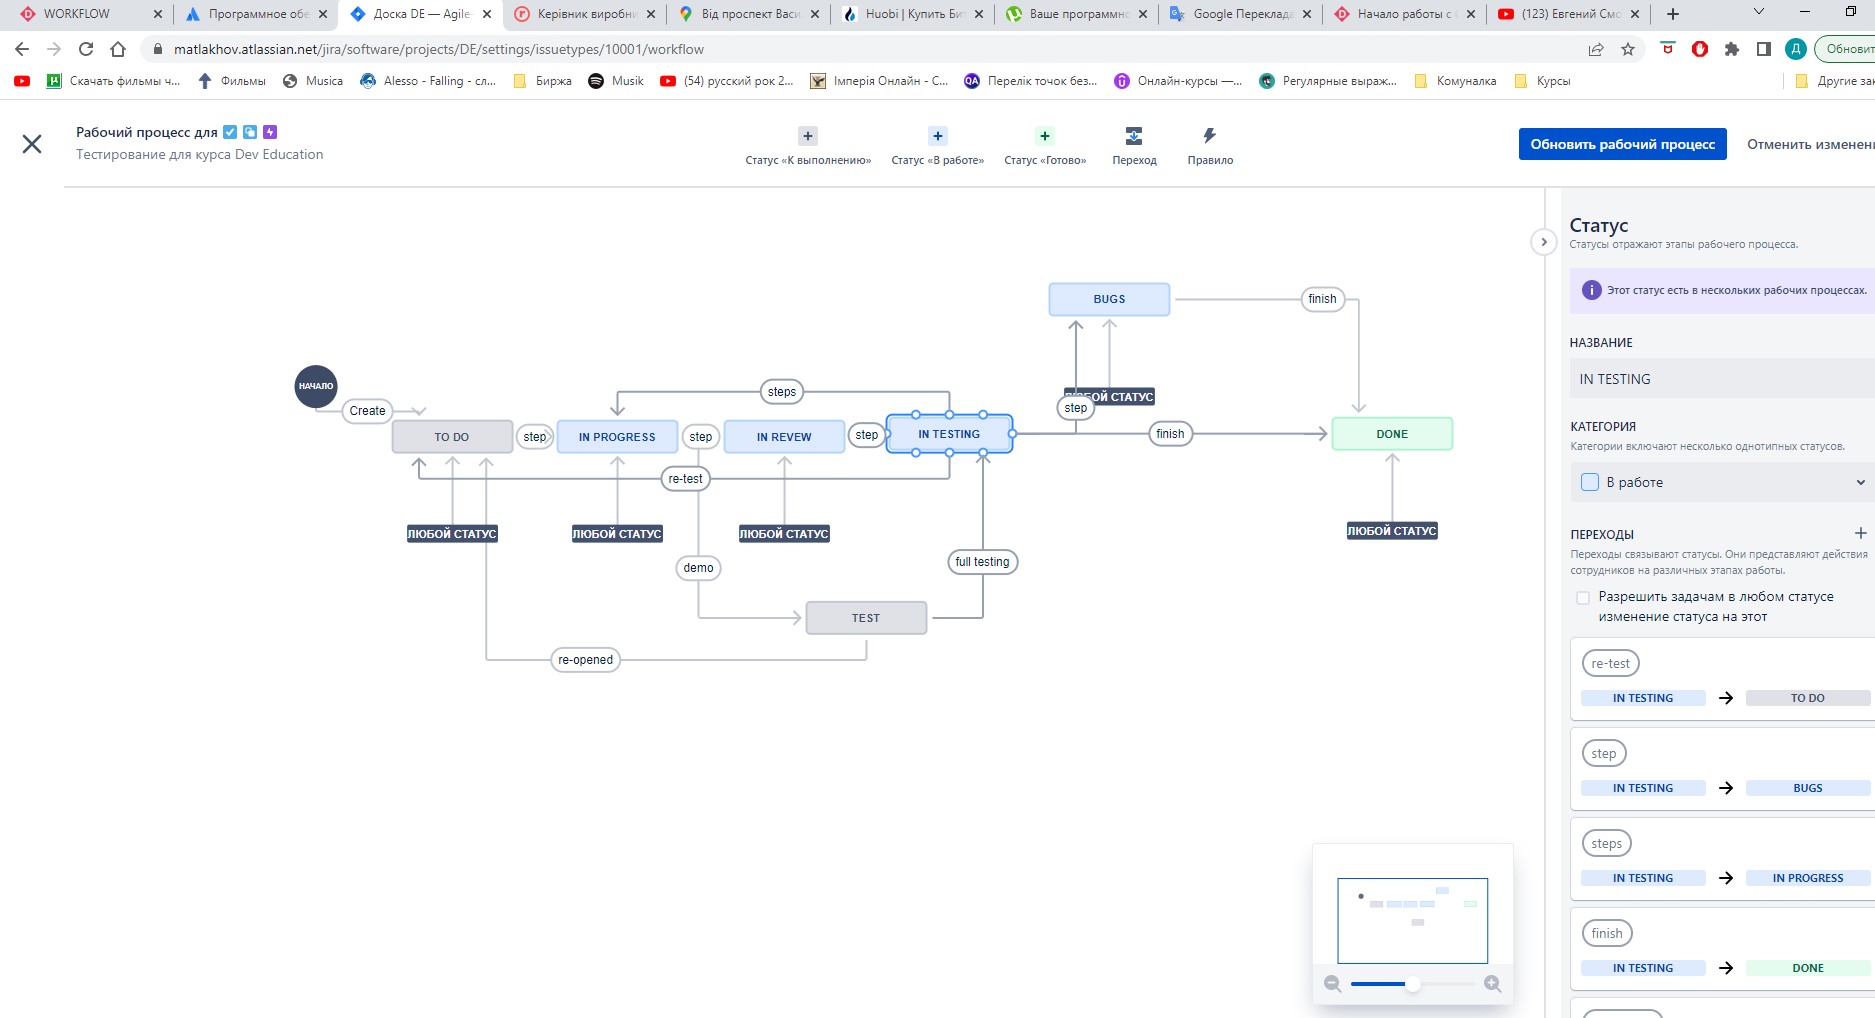 WORKFLOW
Программное обе
Доска DE — Agile
Керівник виробни
Від проспект Васи
Huobi | Купить Бит
Ваше программно
Google Переклада
Начало работы с
(123) Евгений Смо
matlakhov.atlassian.net/jira/software/projects/DE/settings/issuetypes/10001/workflow
Д
Обновит
Скачать фильмы ч...
Фильмы
Musica
Alesso - Falling - сл...
Биржа
Musik
(54) русский рок 2...
Імперія Онлайн - С...
QA
Перелік точок без...
Онлайн-курсы —...
Регулярные выраж...
Комуналка
Курсы
Другие зак
Рабочий процесс для
Тестирование для курса Dev Education
Статус «К выполнению»
Статус «В работе»
Статус «Готово»
Переход
Правило
Обновить рабочий процесс
Отменить изменени
BUGS
finish
НАЧАЛО
Create
steps
ЛЮБОЙ СТАТУС
step
TO DO
step
IN PROGRESS
step
IN REVEW
step
IN TESTING
finish
DONE
re-test
ЛЮБОЙ СТАТУС
ЛЮБОЙ СТАТУС
ЛЮБОЙ СТАТУС
ЛЮБОЙ СТАТУС
demo
full testing
TEST
re-opened
Статус
Статусы отражают этапы рабочего процесса.
Этот статус есть в нескольких рабочих процессах.
НАЗВАНИЕ
IN TESTING
КАТЕГОРИЯ
Категории включают несколько однотипных статусов.
В работе
ПЕРЕХОДЫ
Переходы связывают статусы. Они представляют действия
сотрудников на различных этапах работы.
Разрешить задачам в любом статусе
изменение статуса на этот
re-test
IN TESTING → TO DO
step
IN TESTING → BUGS
steps
IN TESTING → IN PROGRESS
finish
IN TESTING → DONE